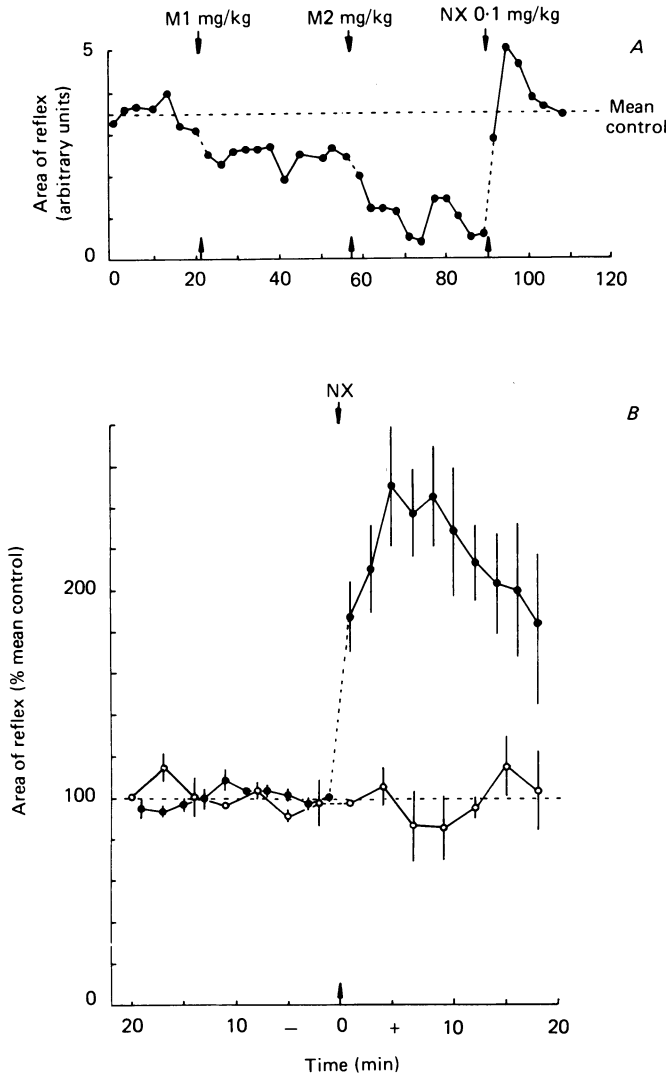 M1 mg/kg M2 mg/kg NX 0·1 mg/kg
A
5
0
Area of reflex
(arbitrary units)
Mean
control
0 20 40 60 80 100 120
NX
B
200
100
0
Area of reflex (% mean control)
20 10 − 0 + 10 20
Time (min)